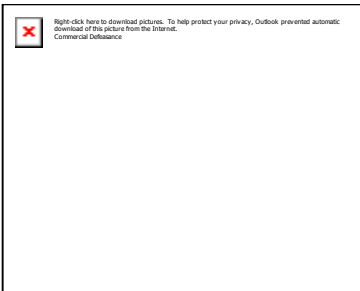 Right-click here to download pictures. To help protect your privacy, Outlook prevented automatic
download of this picture from the Internet.
Commercial Defeasance